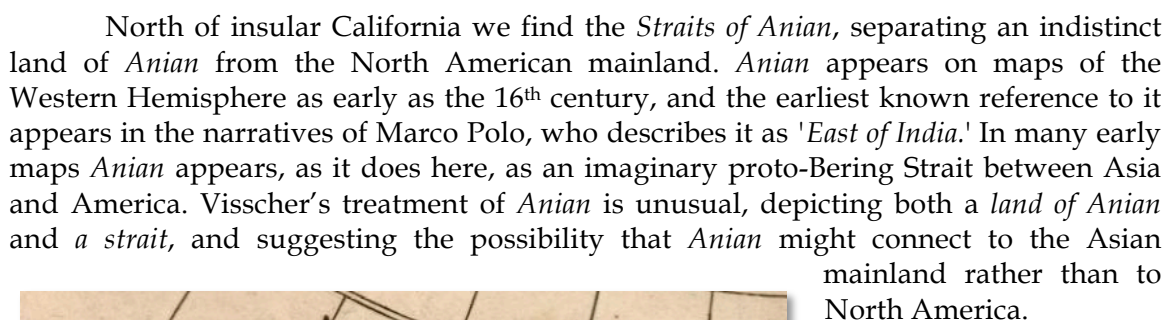 North of insular California we find the Straits of Anian, separating an indistinct
land of Anian from the North American mainland. Anian appears on maps of the
Western Hemisphere as early as the 16th century, and the earliest known reference to it
appears in the narratives of Marco Polo, who describes it as 'East of India.' In many early
maps Anian appears, as it does here, as an imaginary proto-Bering Strait between Asia
and America. Visscher’s treatment of Anian is unusual, depicting both a land of Anian
and a strait, and suggesting the possibility that Anian might connect to the Asian
mainland rather than to
North America.